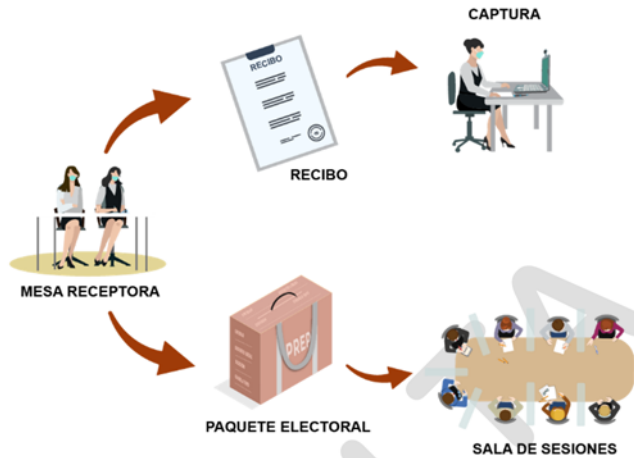 CAPTURA
RECIBO
RECIBO
MESA RECEPTORA
PREP
PAQUETE ELECTORAL
SALA DE SESIONES